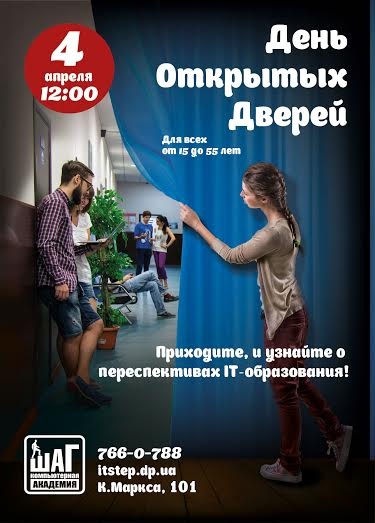 4
апреля
12:00
День
Открытых
Дверей
Для всех
от 15 до 55 лет
Приходите, и узнайте о
переспективах IT-образования!
ШАГ
КОМПЬЮТЕРНАЯ
АКАДЕМИЯ
766-0-788
itstep.dp.ua
К.Маркса, 101